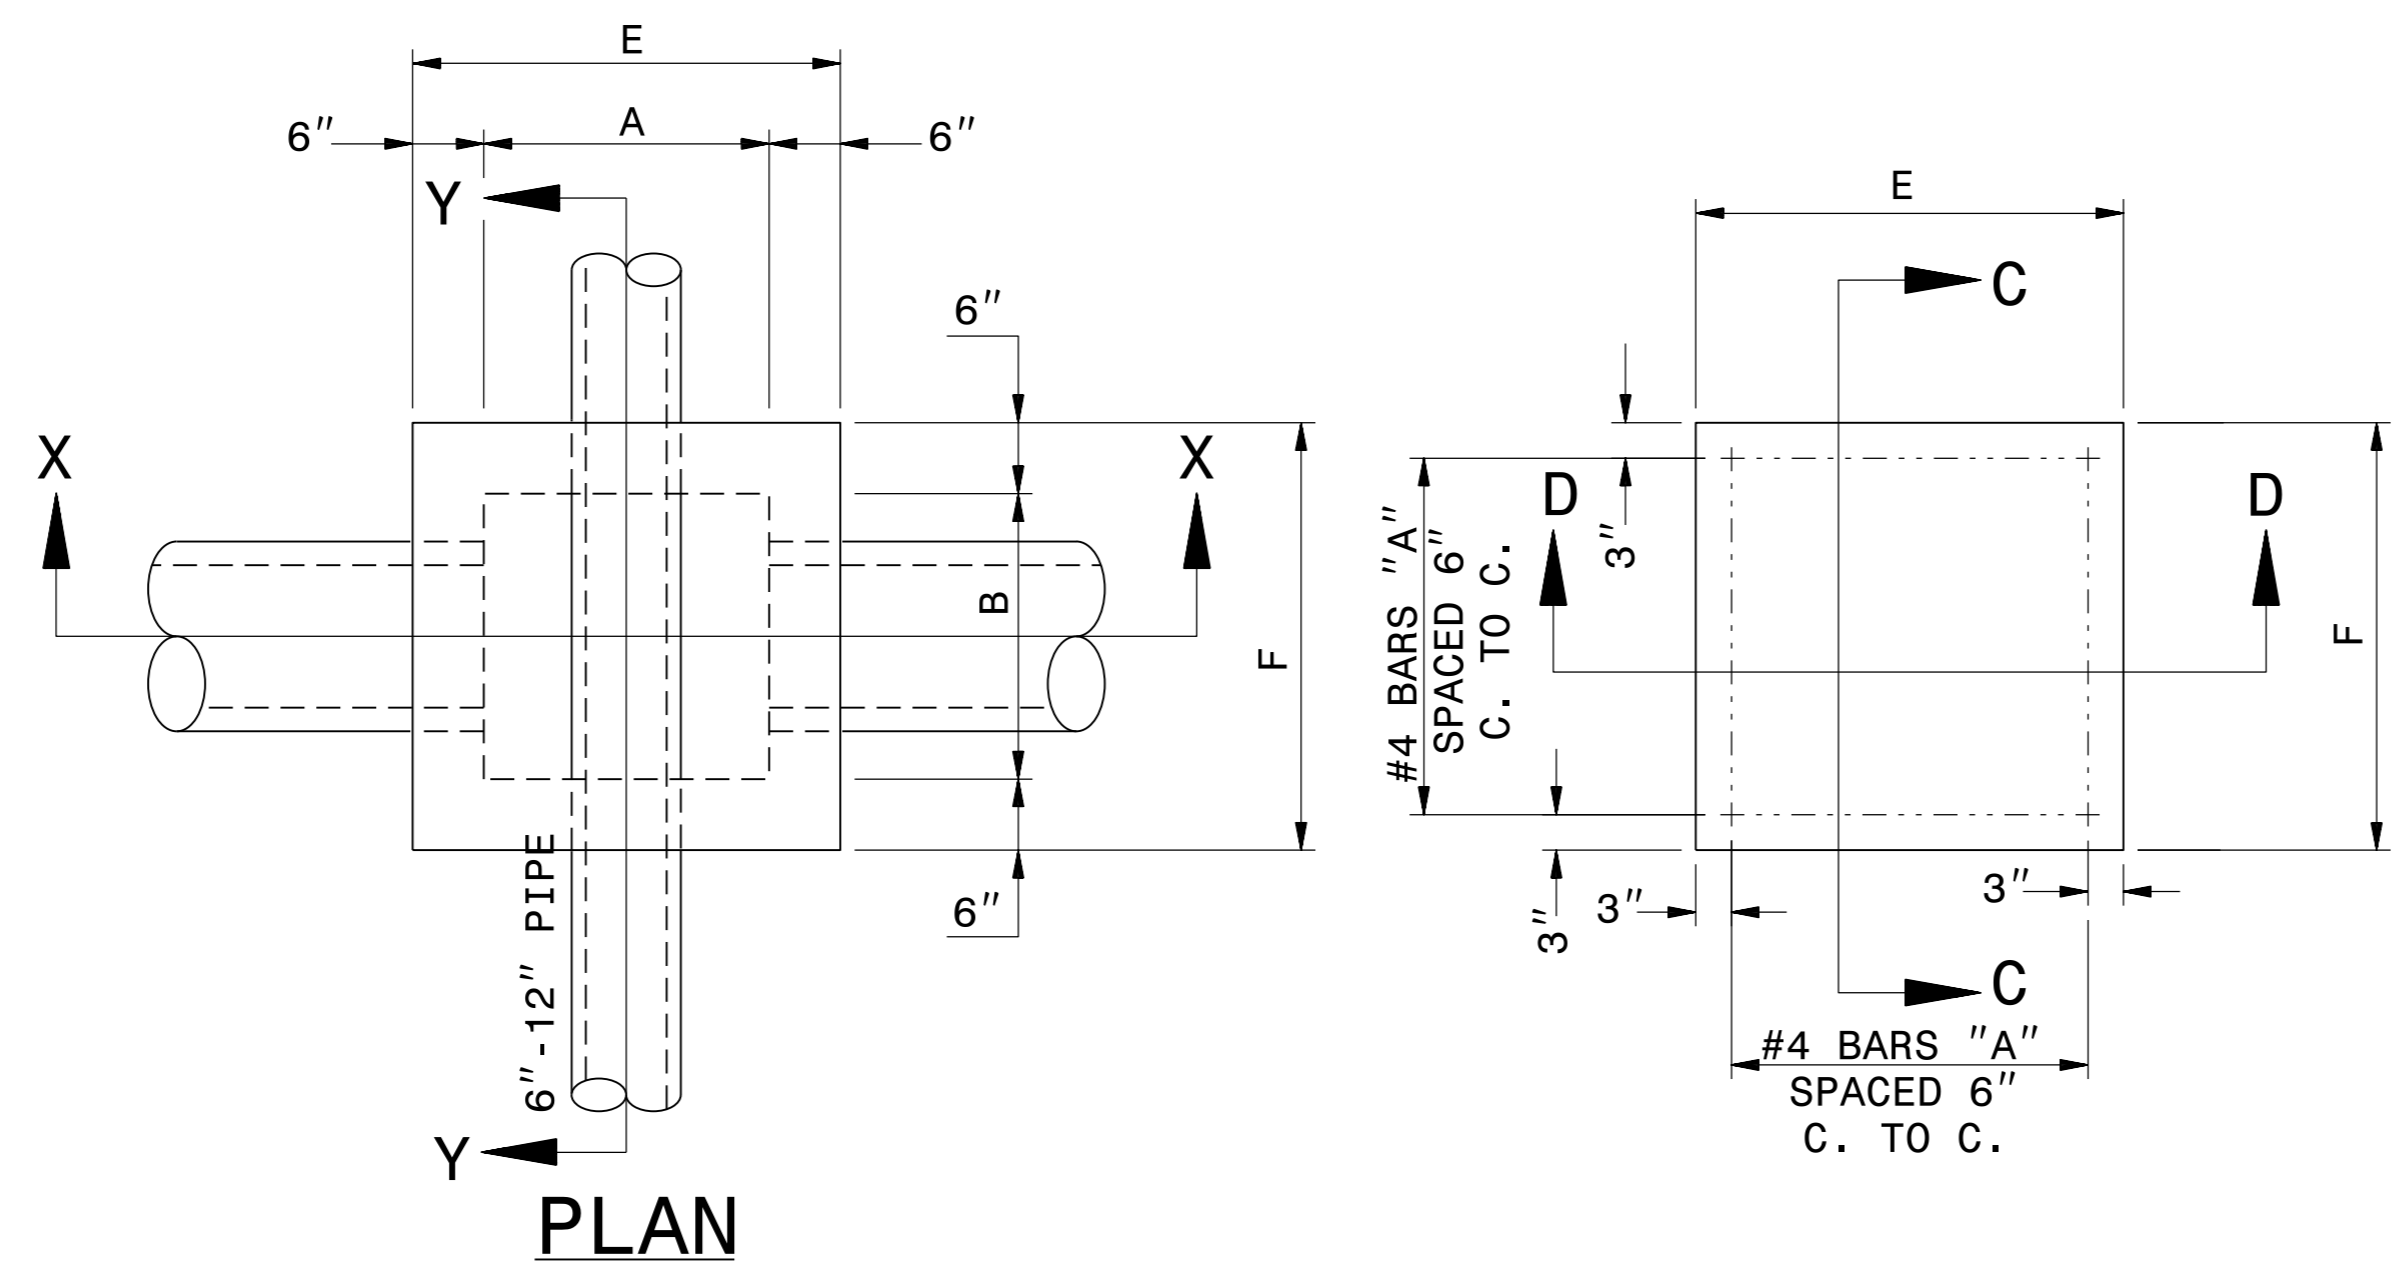 E
6" A 6"
Y
6"
X X
B
F
6"-12" PIPE
6"
Y
PLAN
E
C
3"
D D
#4 BARS "A"
SPACED 6"
C. TO C.
F
3"
3"
3"
C
#4 BARS "A"
SPACED 6"
C. TO C.